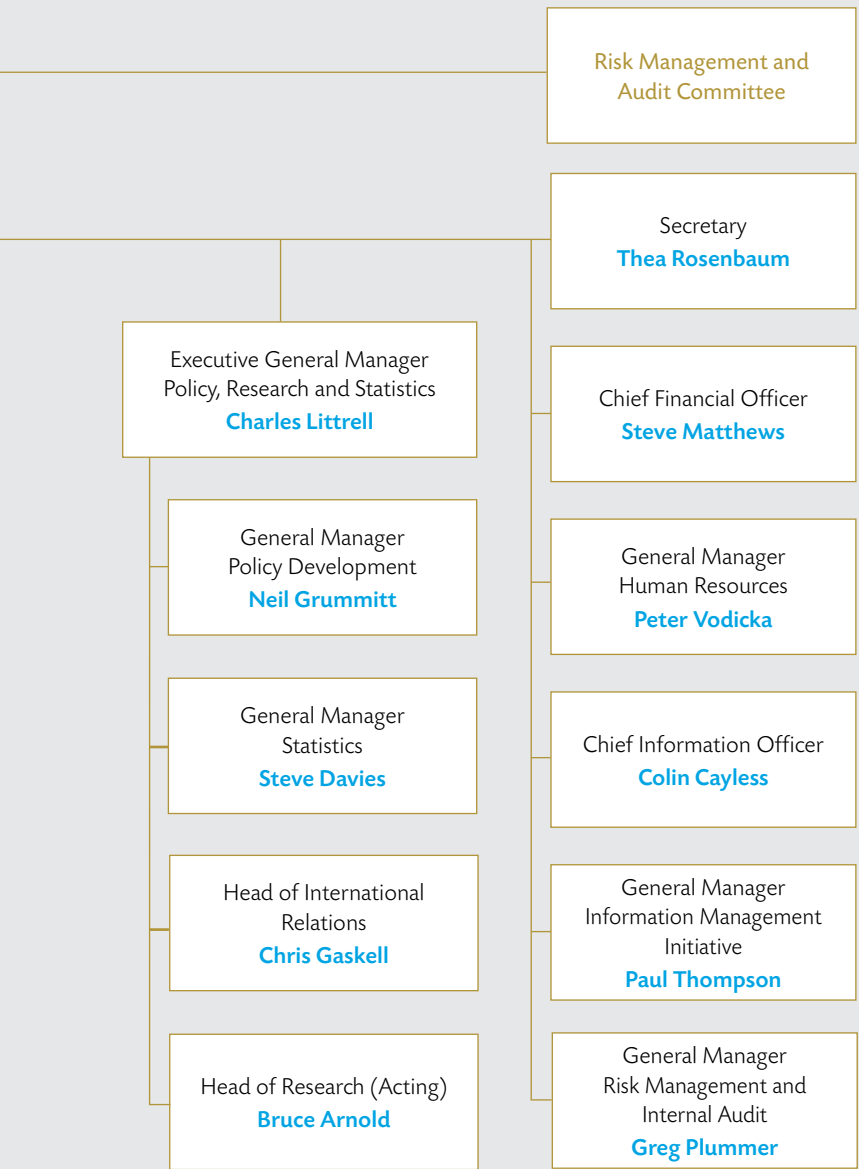 Risk Management and
Audit Committee
Secretary
Thea Rosenbaum
Executive General Manager
Policy, Research and Statistics
Charles Littrell
Chief Financial Officer
Steve Matthews
General Manager
Policy Development
Neil Grummitt
General Manager
Human Resources
Peter Vodicka
General Manager
Statistics
Steve Davies
Chief Information Officer
Colin Cayless
Head of International
Relations
Chris Gaskell
General Manager
Information Management
Initiative
Paul Thompson
Head of Research (Acting)
Bruce Arnold
General Manager
Risk Management and
Internal Audit
Greg Plummer